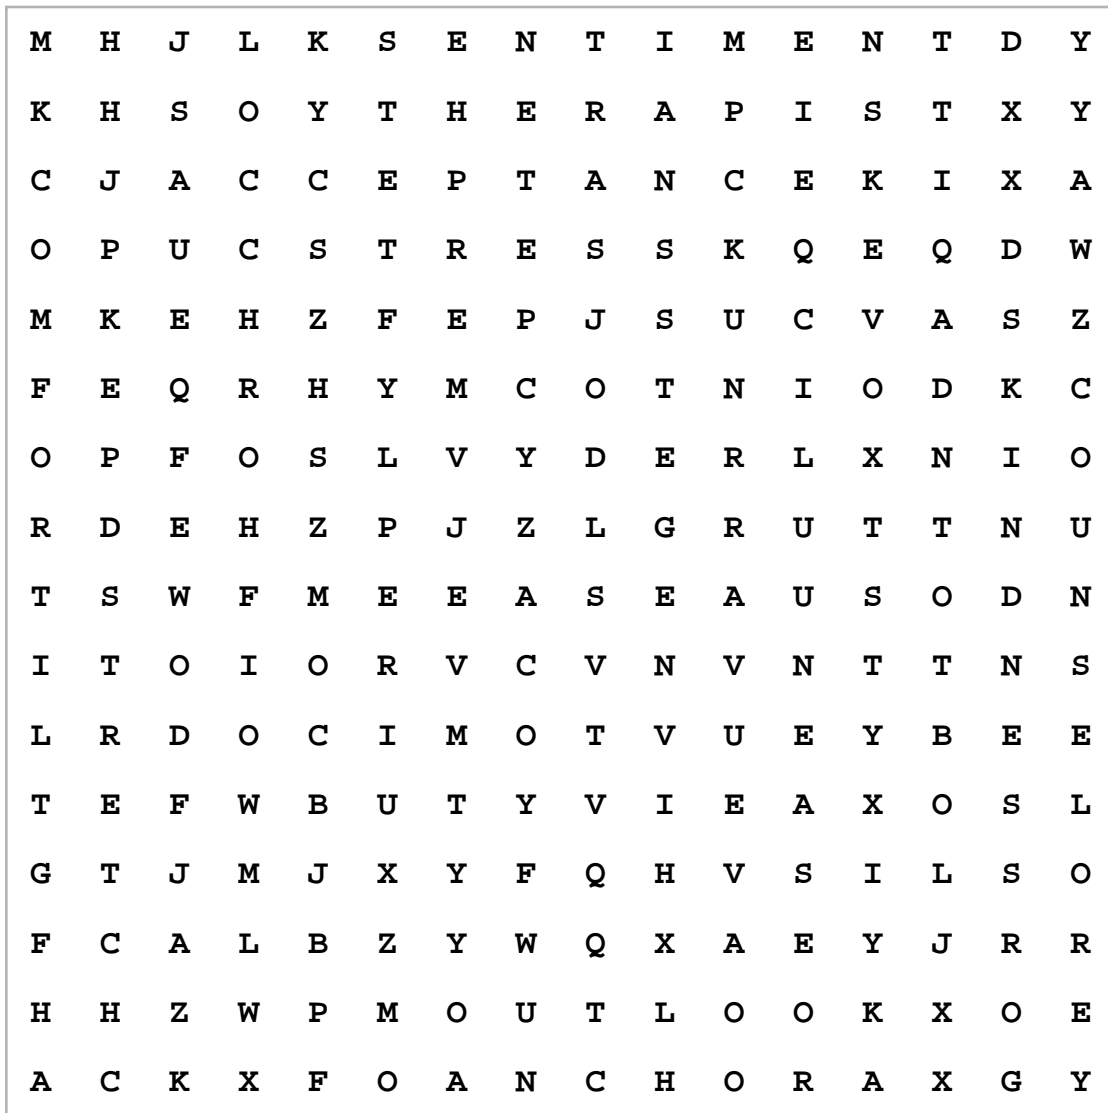 M H J L K S E N T I M E N T D Y
K H S O Y T H E R A P I S T X Y
C J A C C E P T A N C E K I X A
O P U C S T R E S S K Q E Q D W
M K E H Z F E P J S U C V A S Z
F E Q R H Y M C O T N I O D K C
O P F O S L V Y D E R L X N I O
R D E H Z P J Z L G R U T T N U
T S W F M E E A S E A U S O D N
I T O I O R V C V N V N T T N S
L R D O C I M O T V U E Y B E E
T E F W B U T Y V I E A X O S L
G T J M J X Y F Q H V S I L S O
F C A L B Z Y W Q X A E Y J R R
H H Z W P M O U T L O O K X O E
A C K X F O A N C H O R A X G Y